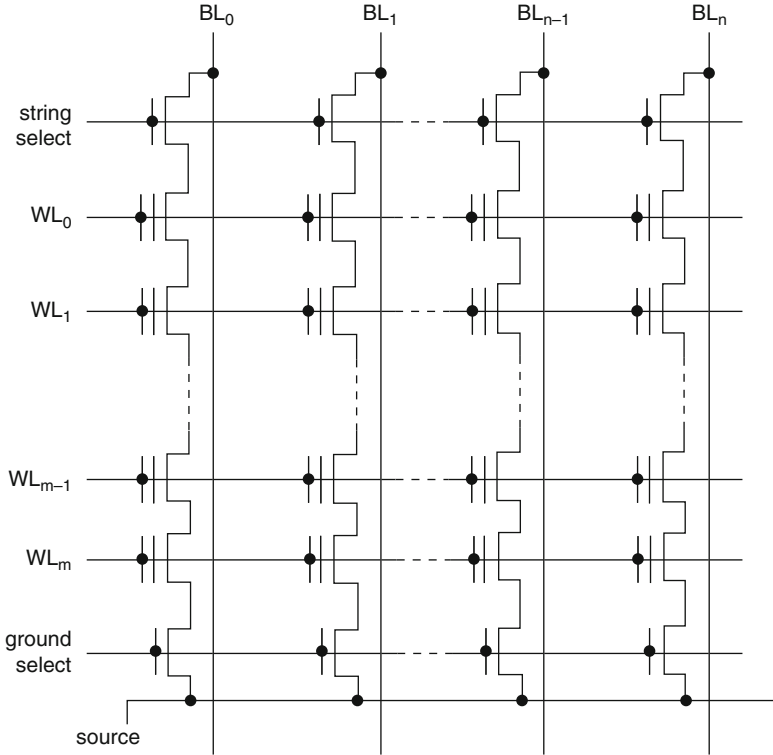 BL₀ BL₁ BLₙ₋₁ BLₙ
string
select
WL₀
WL₁
WLₘ₋₁
WLₘ
ground
select
source